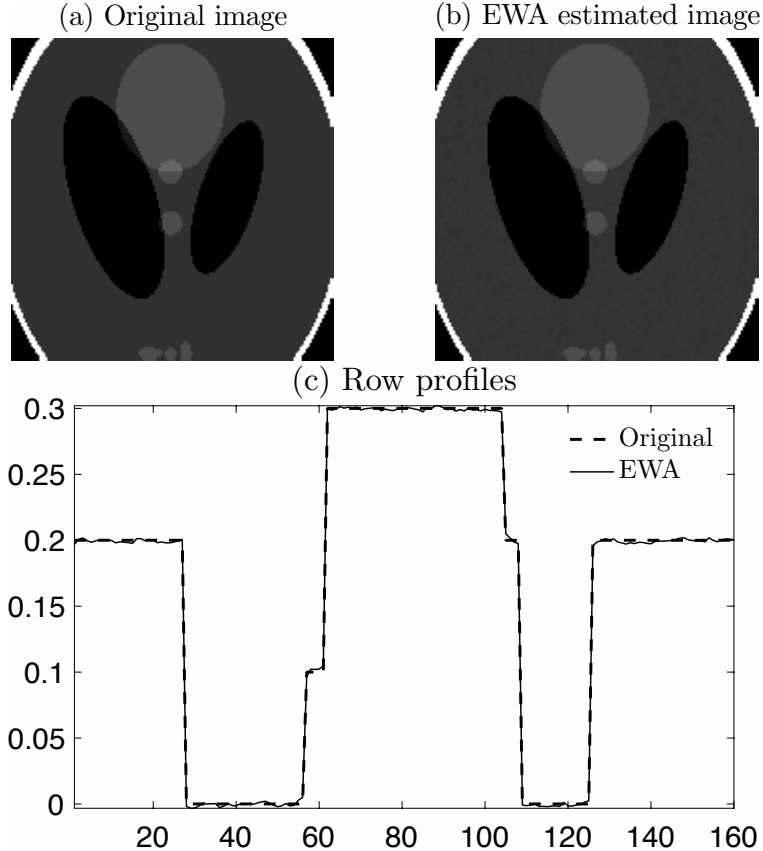 (a) Original image
(b) EWA estimated image
(c) Row profiles
0.3
0.25
0.2
0.15
0.1
0.05
0
Original
EWA
20 40 60 80 100 120 140 160